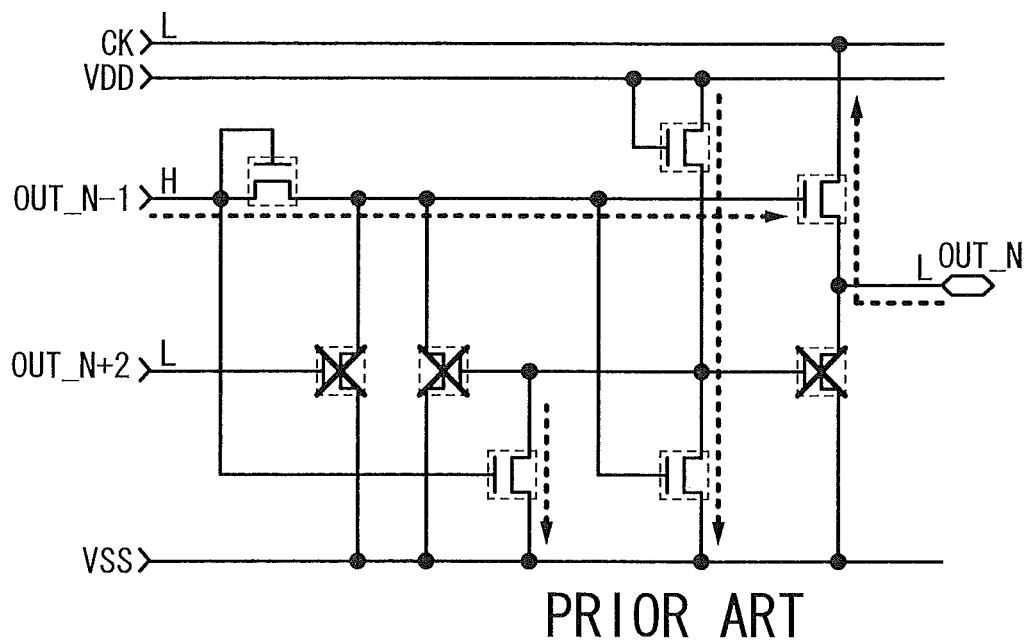 CK L
VDD
OUT_N-1 H
L OUT_N
OUT_N+2 L
VSS
PRIOR ART